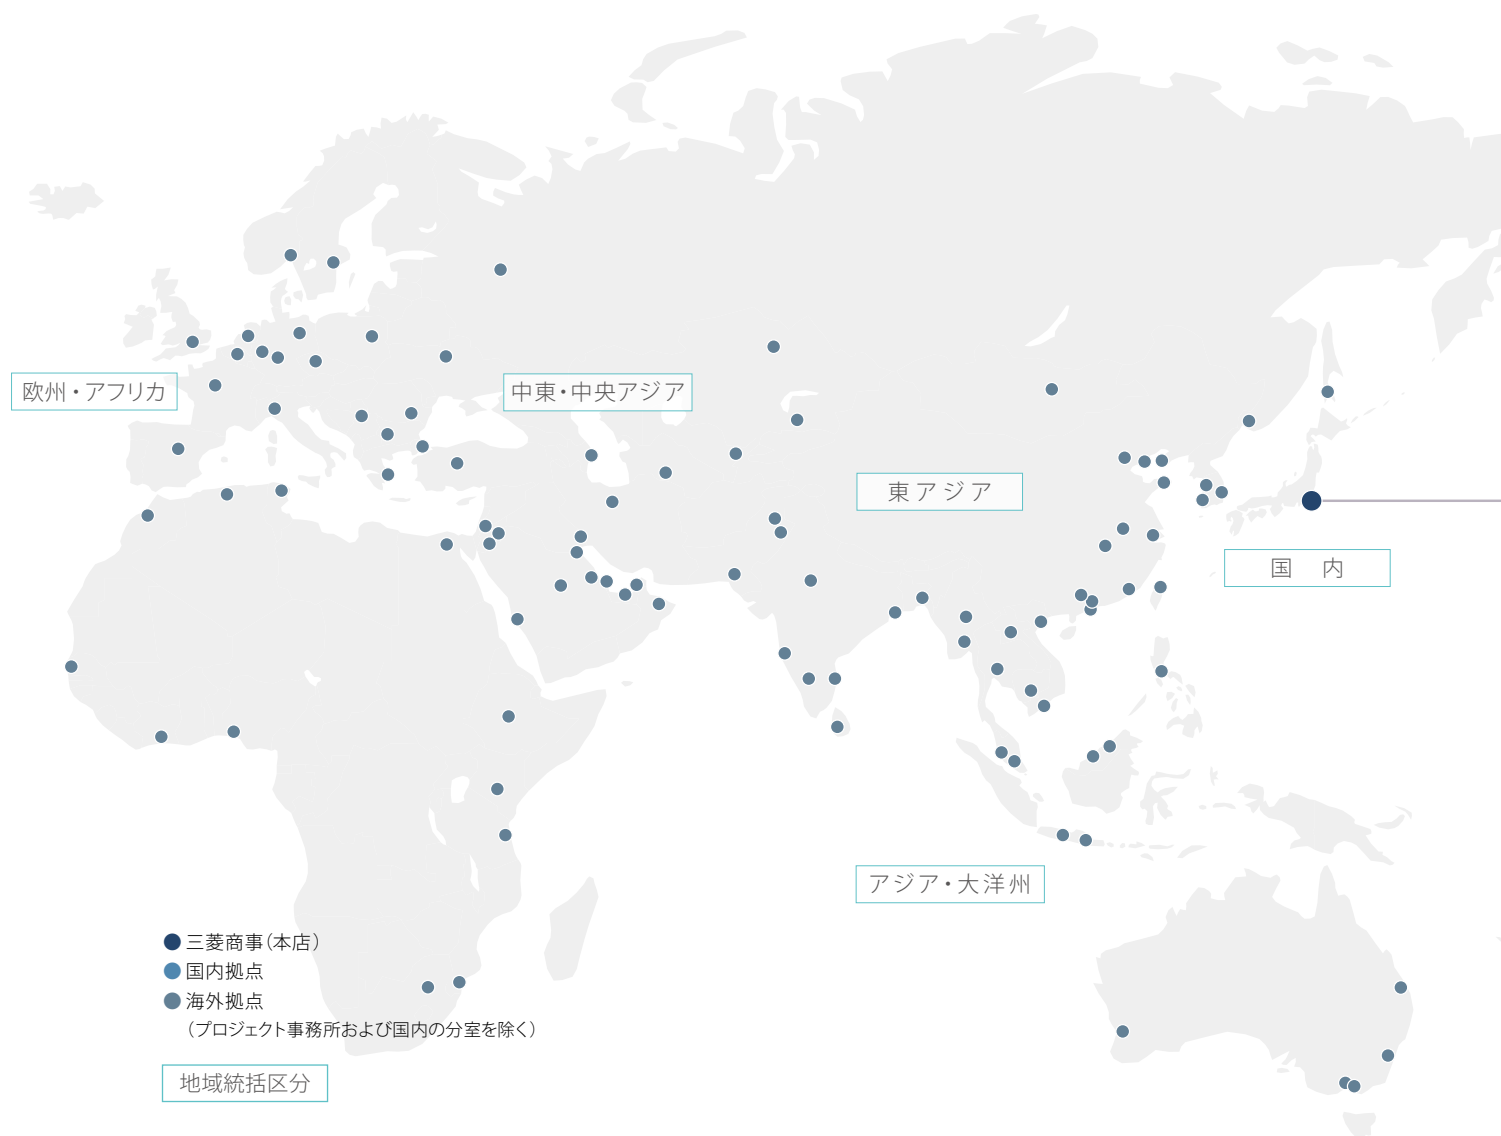 欧州・アフリカ
中東・中央アジア
東アジア
国 内
アジア・大洋州
三菱商事（本店）
国内拠点
海外拠点
（プロジェクト事務所および国内の分室を除く）
地域統括区分